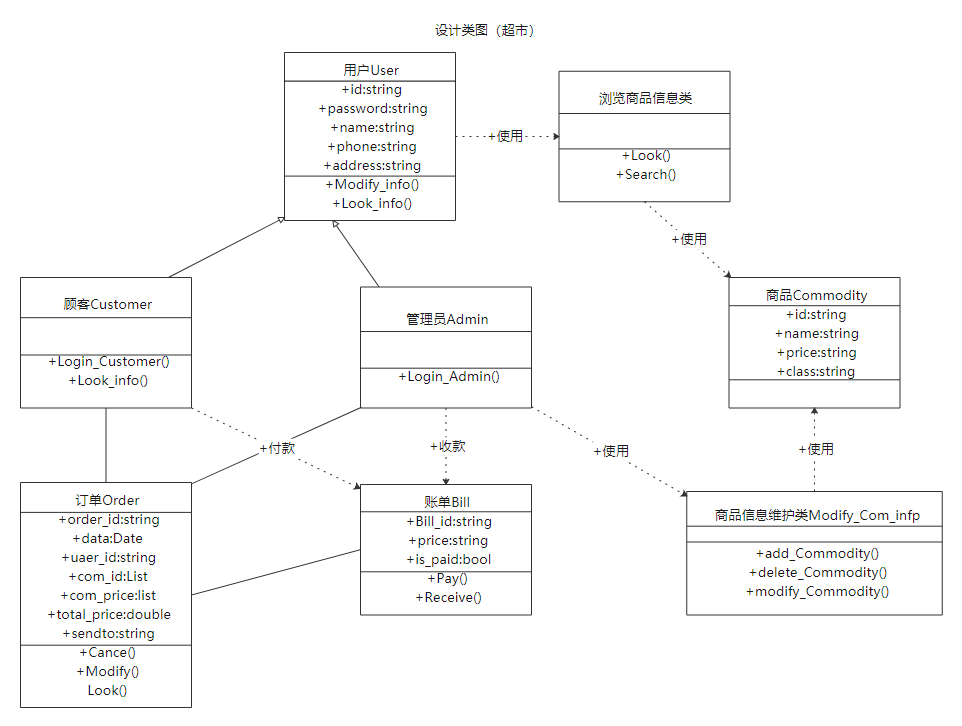 设计类图（超市）
用户User
+id:string
+password:string
+name:string
+phone:string
+address:string
+Modify_info()
+Look_info()
+使用
浏览商品信息类
+Look()
+Search()
+使用
顾客Customer
+Login_Customer()
+Look_info()
管理员Admin
+Login_Admin()
商品Commodity
+id:string
+name:string
+price:string
+class:string
+付款
+收款
+使用
+使用
订单Order
+order_id:string
+data:Date
+uaer_id:string
+com_id:List
+com_price:list
+total_price:double
+sendto:string
+Cance()
+Modify()
Look()
账单Bill
+Bill_id:string
+price:string
+is_paid:bool
+Pay()
+Receive()
商品信息维护类Modify_Com_infp
+add_Commodity()
+delete_Commodity()
+modify_Commodity()